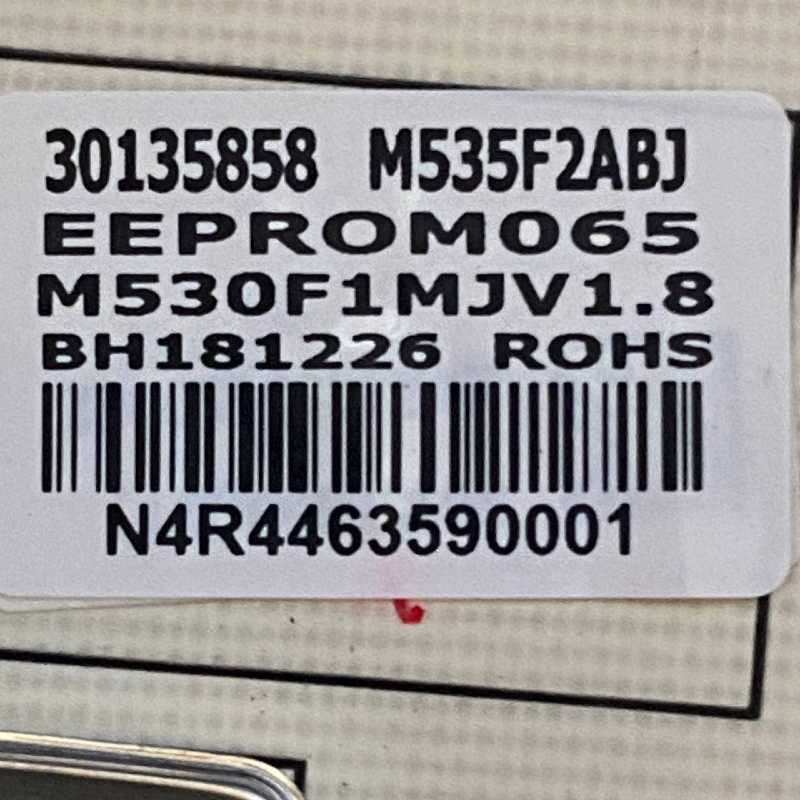 30135858 M535F2ABJ
EEPROM065
M530F1MJV1.8
BH181226 ROHS
N4R4463590001